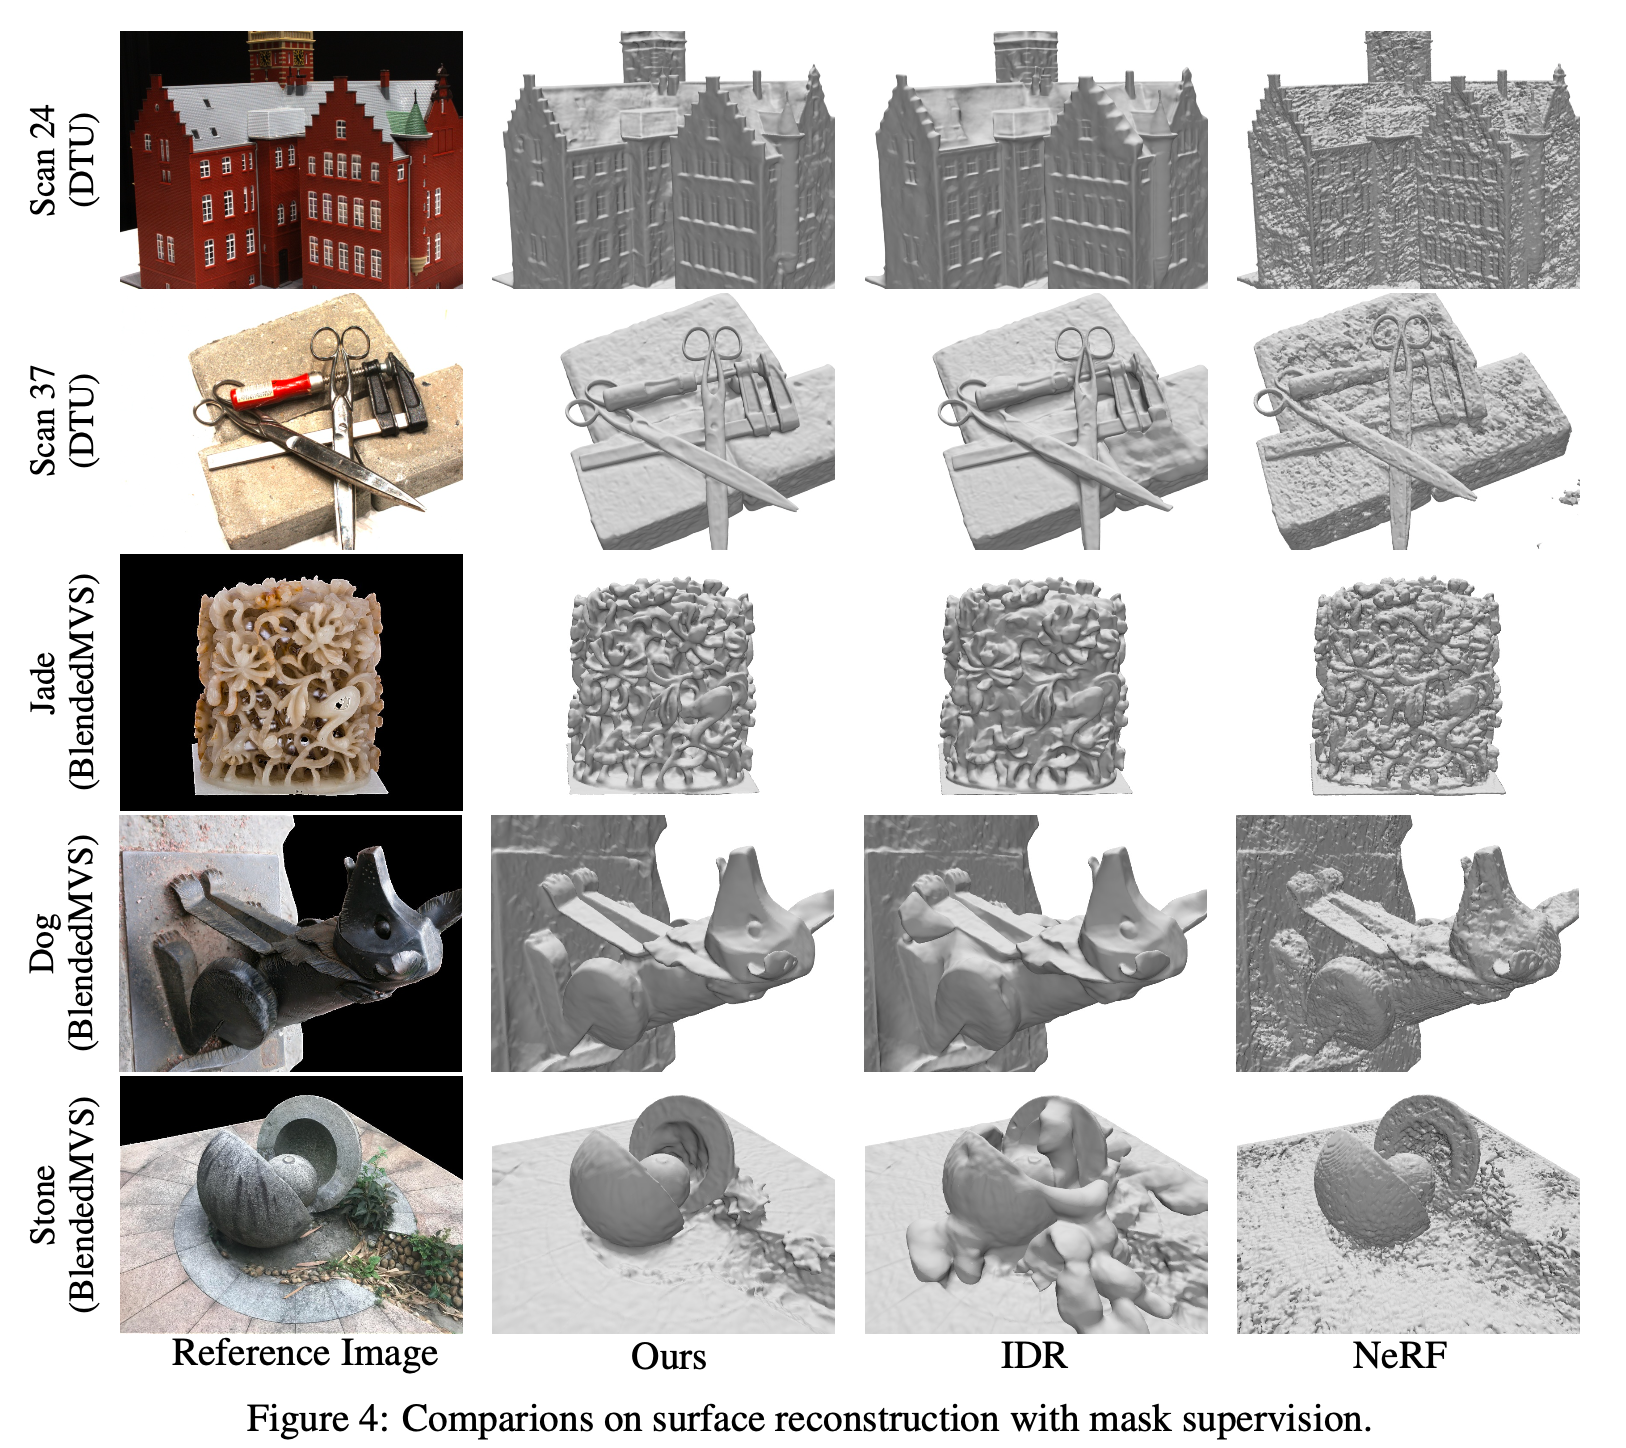 Scan 24
(DTU)
Scan 37
(DTU)
Jade
(BlendedMVS)
Dog
(BlendedMVS)
Stone
(BlendedMVS)
Reference Image
Ours
IDR
NeRF
Figure 4: Comparions on surface reconstruction with mask supervision.